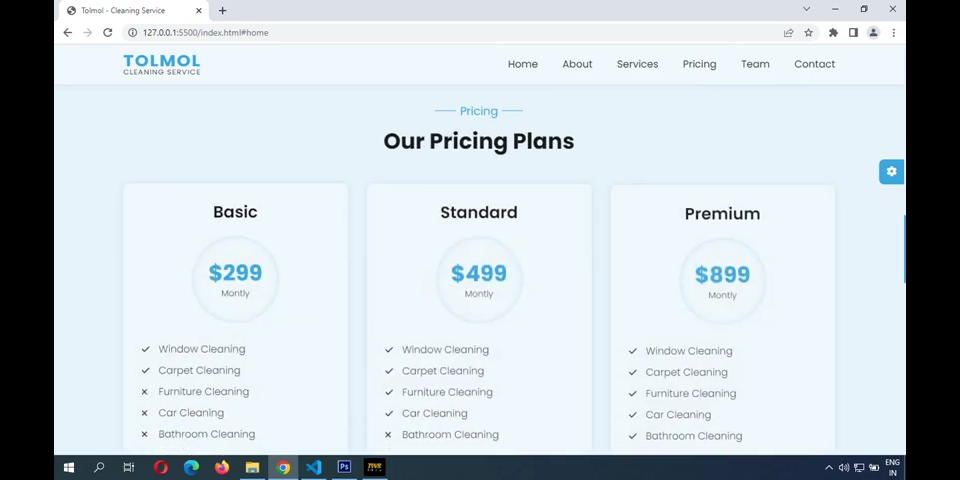 Tolmol - Cleaning Service
127.0.0.1:5500/index.html#home
TOLMOL
CLEANING SERVICE
Home About Services Pricing Team Contact
Pricing
Our Pricing Plans
Basic
$299
Montly
Window Cleaning
Carpet Cleaning
Furniture Cleaning
Car Cleaning
Bathroom Cleaning
Standard
$499
Montly
Window Cleaning
Carpet Cleaning
Furniture Cleaning
Car Cleaning
Bathroom Cleaning
Premium
$899
Montly
Window Cleaning
Carpet Cleaning
Furniture Cleaning
Car Cleaning
Bathroom Cleaning
Ps
ENG
IN